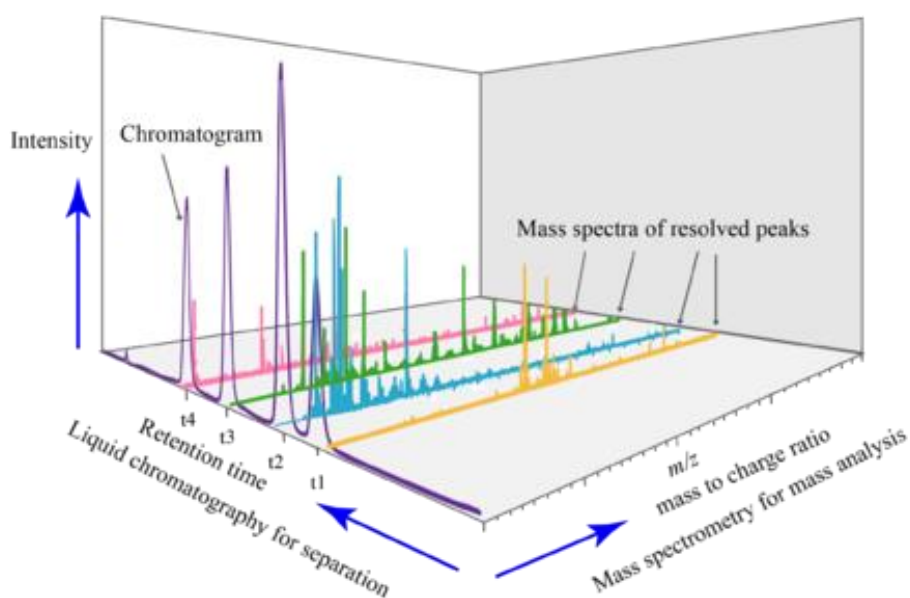 Intensity
Chromatogram
Mass spectra of resolved peaks
t4
t3
t2
t1
Retention time
Liquid chromatography for separation
m/z
mass to charge ratio
Mass spectrometry for mass analysis